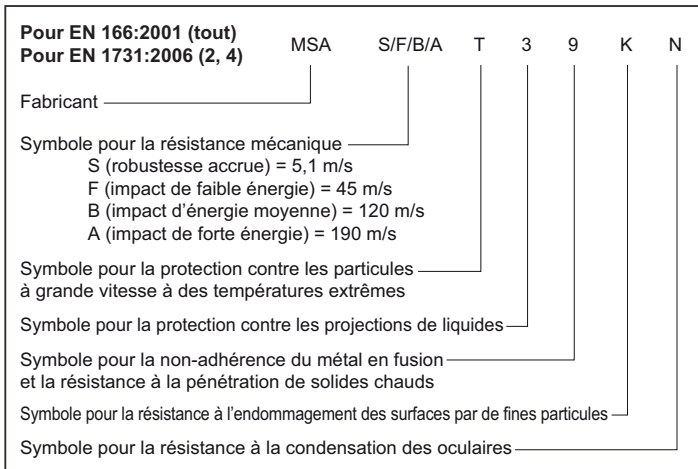 Pour EN 166:2001 (tout)
Pour EN 1731:2006 (2, 4)
MSA S/F/B/A T 3 9 K N
Fabricant
Symbole pour la résistance mécanique
S (robustesse accrue) = 5,1 m/s
F (impact de faible énergie) = 45 m/s
B (impact d'énergie moyenne) = 120 m/s
A (impact de forte énergie) = 190 m/s
Symbole pour la protection contre les particules
à grande vitesse à des températures extrêmes
Symbole pour la protection contre les projections de liquides
Symbole pour la non-adhérence du métal en fusion
et la résistance à la pénétration de solides chauds
Symbole pour la résistance à l'endommagement des surfaces par de fines particules
Symbole pour la résistance à la condensation des oculaires